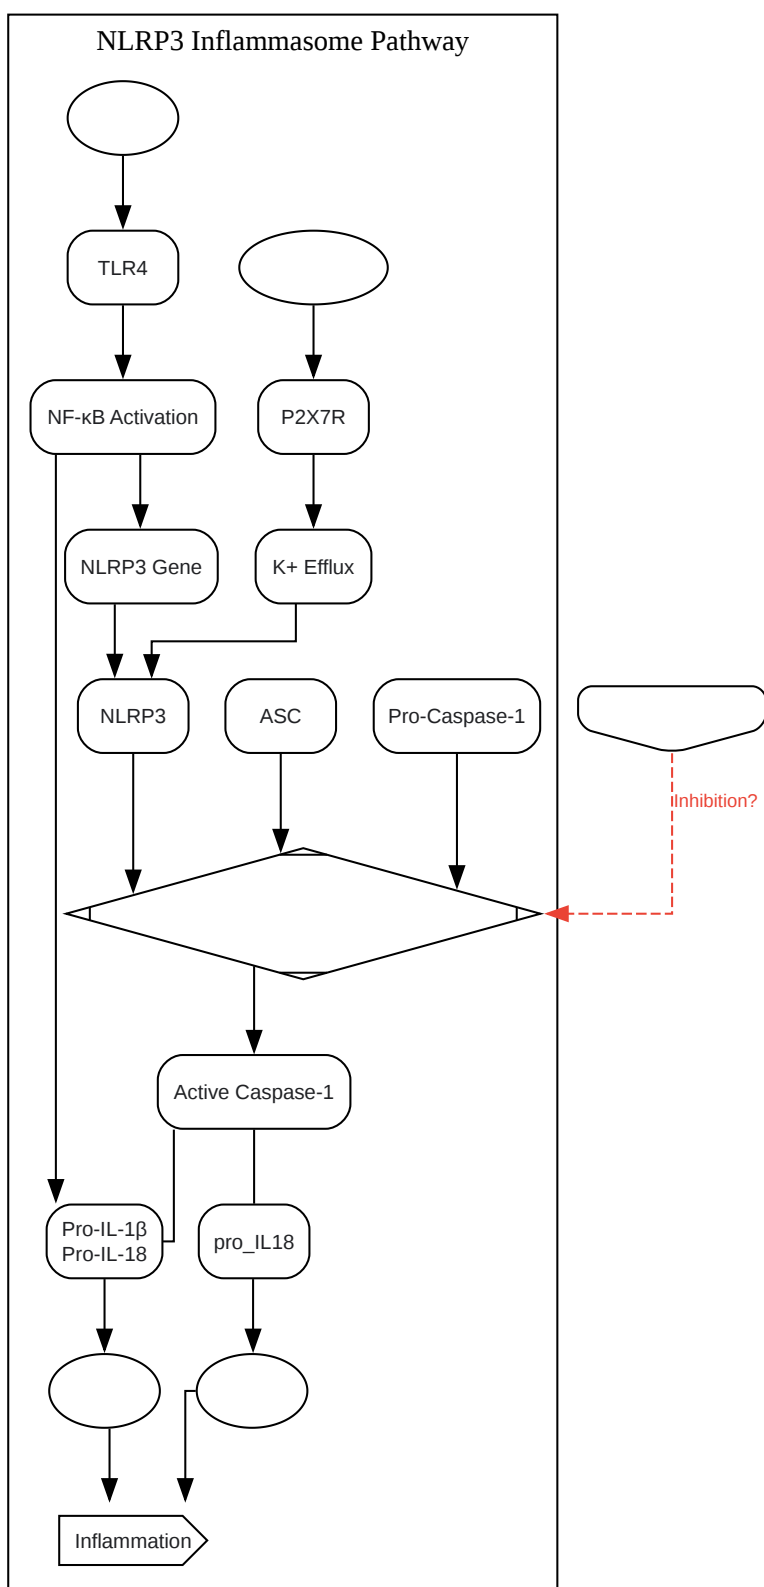 NLRP3 Inflammasome Pathway
TLR4
NF-κB Activation
P2X7R
NLRP3 Gene
K+ Efflux
NLRP3
ASC
Pro-Caspase-1
Inhibition?
Active Caspase-1
Pro-IL-1β
Pro-IL-18
pro_IL18
Inflammation